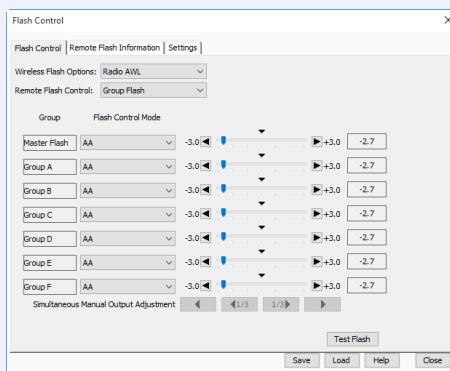 Flash Control
Flash Control Remote Flash Information Settings
Wireless Flash Options: Radio AWL
Remote Flash Control: Group Flash
Group Flash Control Mode
Master Flash AA -3.0 +3.0 -2.7
Group A AA -3.0 +3.0 -2.7
Group B AA -3.0 +3.0 -2.7
Group C AA -3.0 +3.0 -2.7
Group D AA -3.0 +3.0 -2.7
Group E AA -3.0 +3.0 -2.7
Group F AA -3.0 +3.0 -2.7
Simultaneous Manual Output Adjustment 1/3 1/3
Test Flash
Save Load Help Close